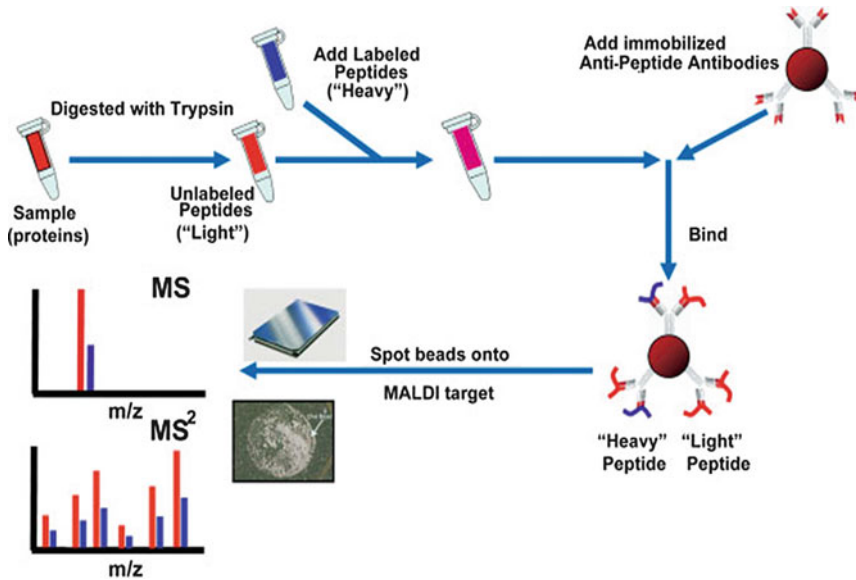 Add Labeled
Peptides
(“Heavy”)
Add immobilized
Anti-Peptide Antibodies
Digested with Trypsin
Sample
(proteins)
Unlabeled
Peptides
(“Light”)
Bind
MS
m/z
Spot beads onto
MALDI target
“Heavy” “Light”
Peptide Peptide
MS2
m/z